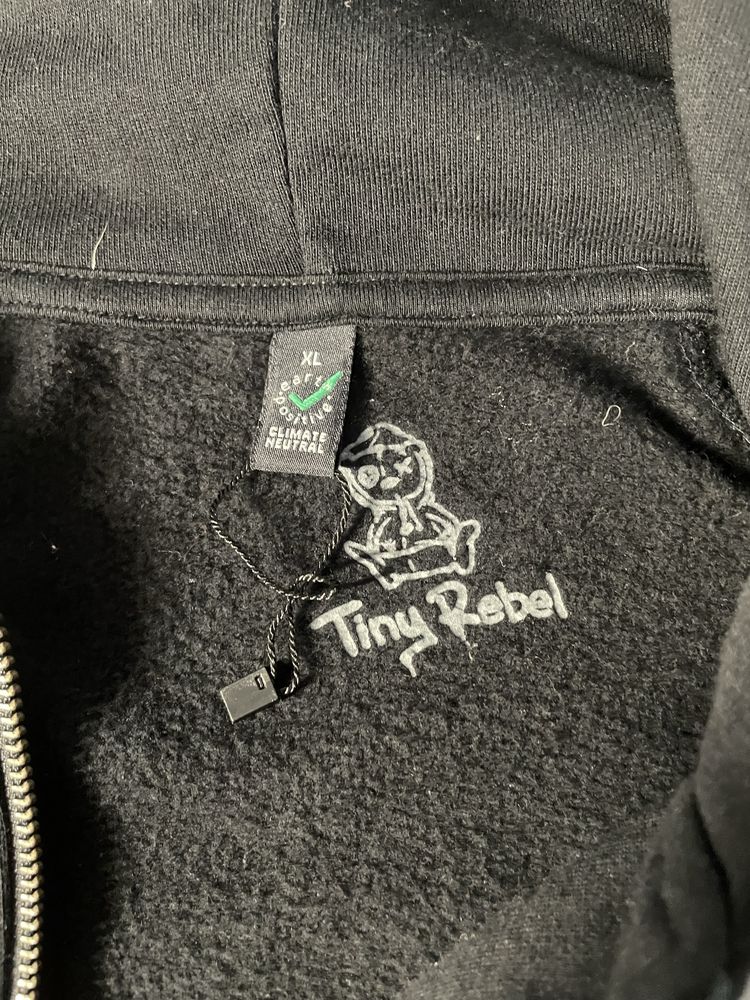 XL
earth
positive
CLIMATE
NEUTRAL
Tiny Rebel